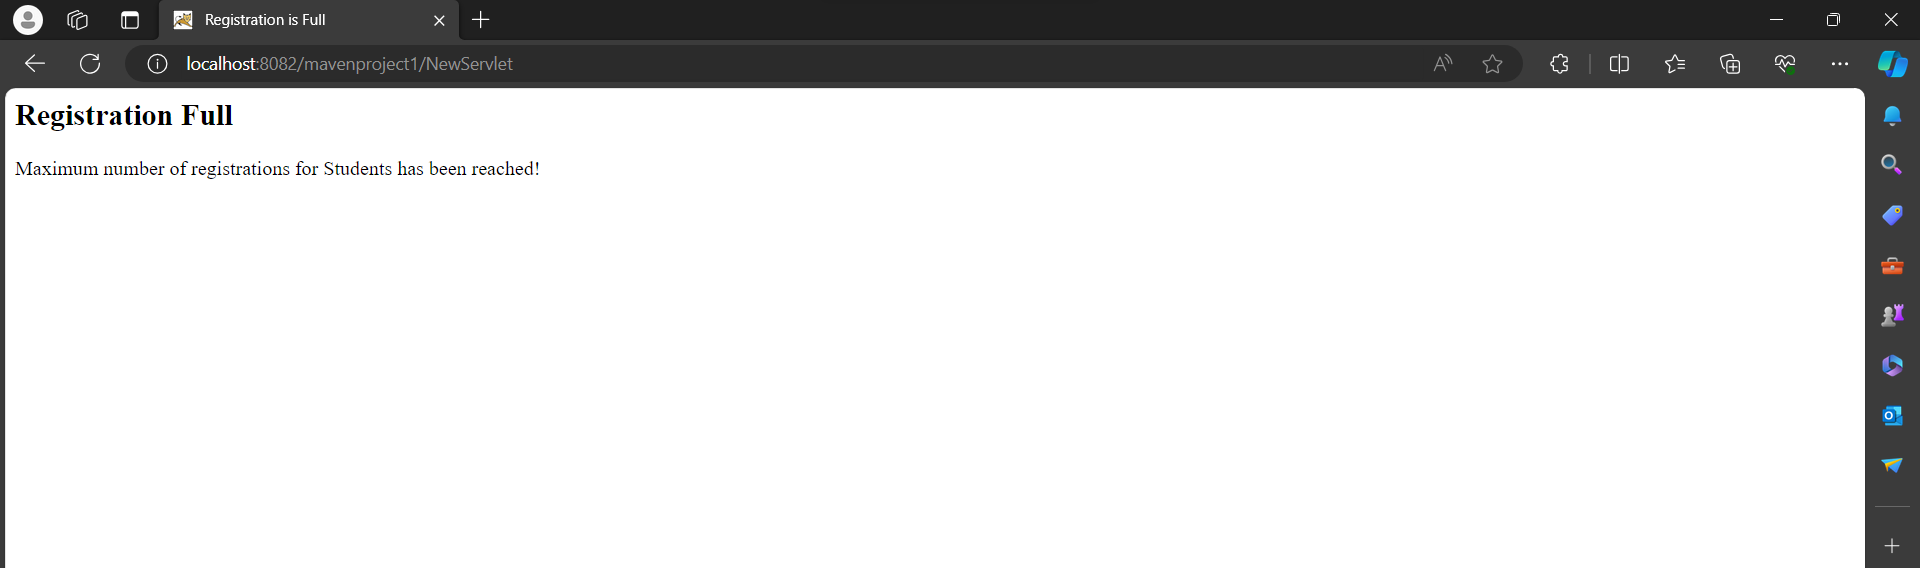 Registration is Full
localhost:8082/mavenproject1/NewServlet
Registration Full
Maximum number of registrations for Students has been reached!